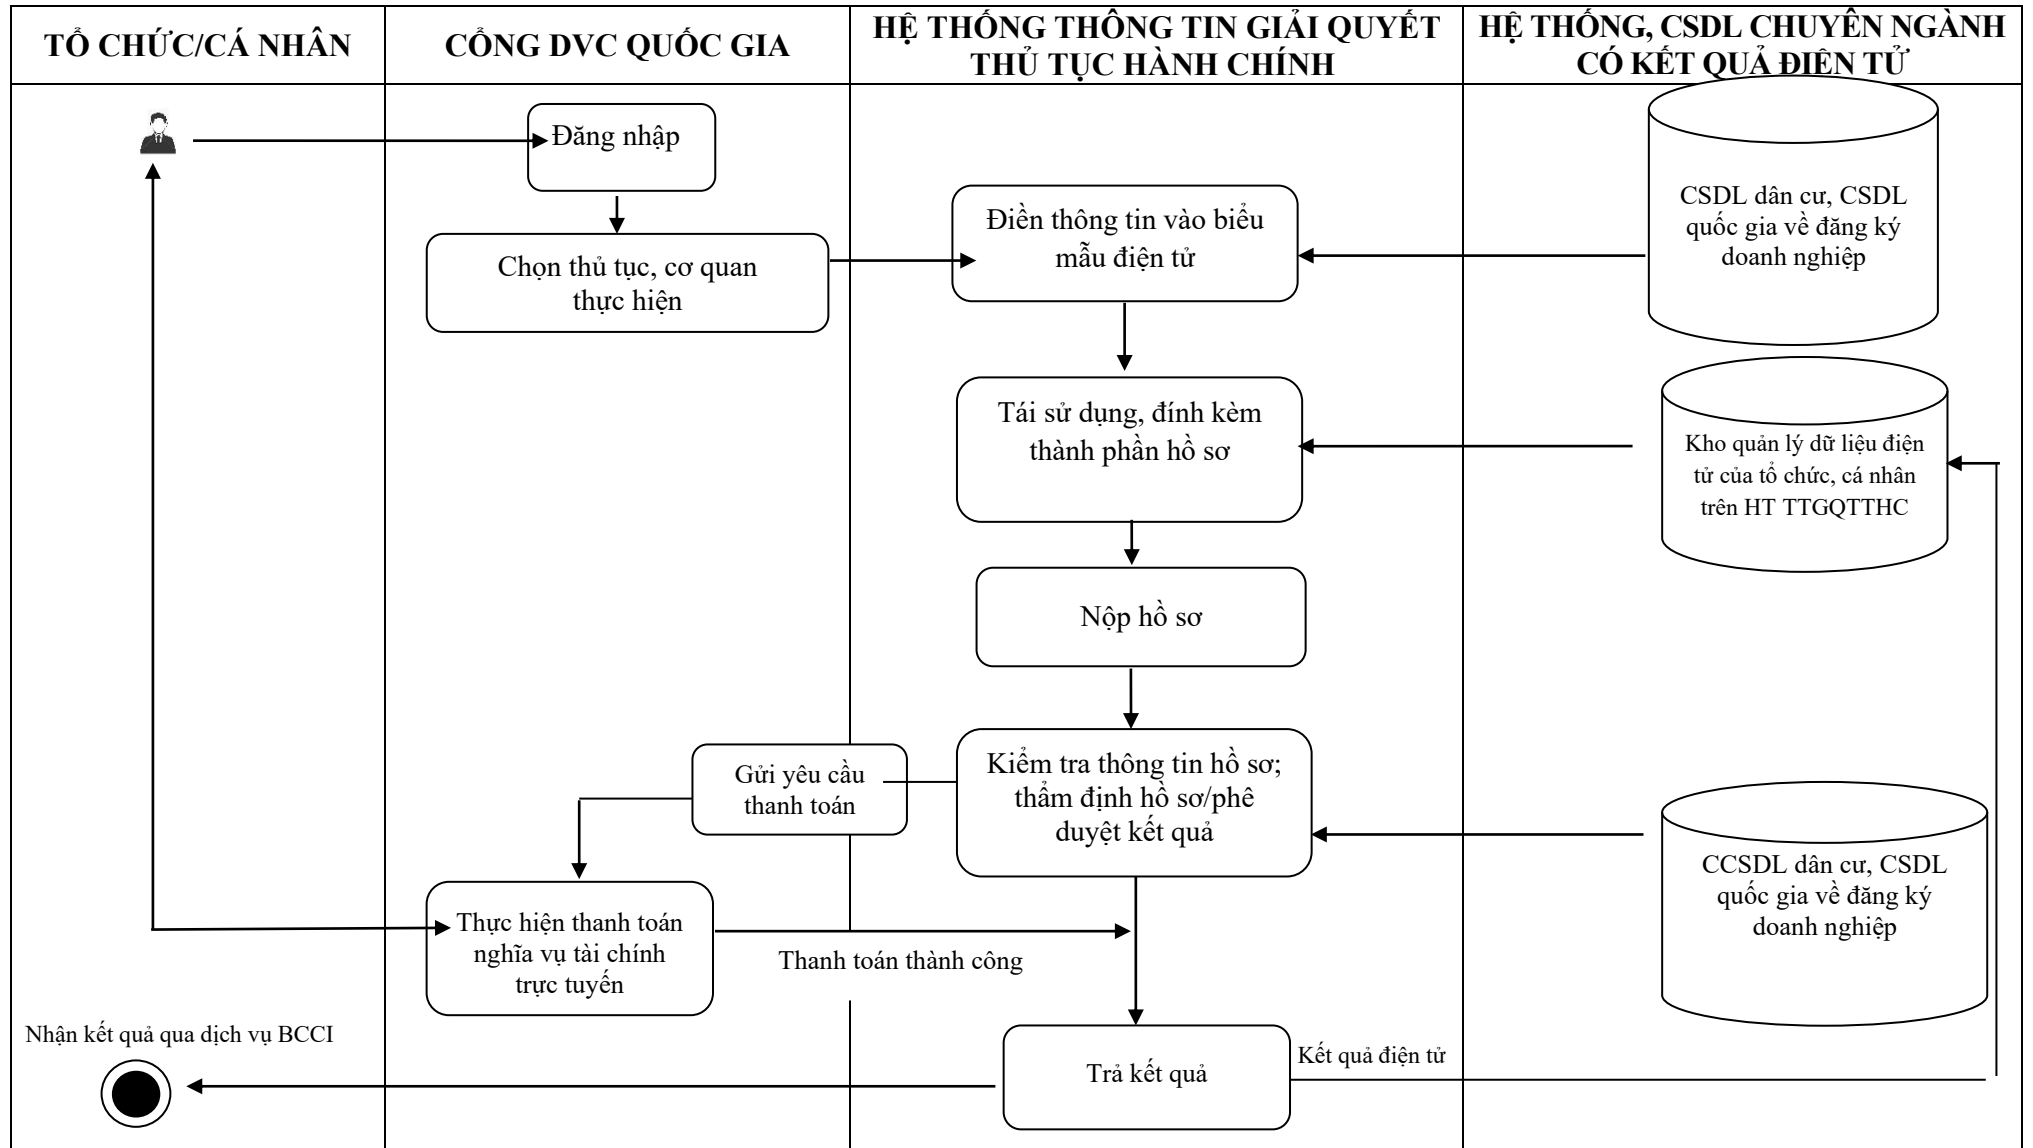 TỔ CHỨC/CÁ NHÂN
CỔNG DVC QUỐC GIA
HỆ THỐNG THÔNG TIN GIẢI QUYẾT
THỦ TỤC HÀNH CHÍNH
HỆ THỐNG, CSDL CHUYÊN NGÀNH
CÓ KẾT QUẢ ĐIỆN TỬ
Đăng nhập
Chọn thủ tục, cơ quan
thực hiện
Điền thông tin vào biểu
mẫu điện tử
CSDL dân cư, CSDL
quốc gia về đăng ký
doanh nghiệp
Tái sử dụng, đính kèm
thành phần hồ sơ
Kho quản lý dữ liệu điện
tử của tổ chức, cá nhân
trên HT TTGQTTHC
Nộp hồ sơ
Gửi yêu cầu
thanh toán
Kiểm tra thông tin hồ sơ;
thẩm định hồ sơ/phê
duyệt kết quả
CCSDL dân cư, CSDL
quốc gia về đăng ký
doanh nghiệp
Thực hiện thanh toán
nghĩa vụ tài chính
trực tuyến
Thanh toán thành công
Nhận kết quả qua dịch vụ BCCI
Trả kết quả
Kết quả điện tử